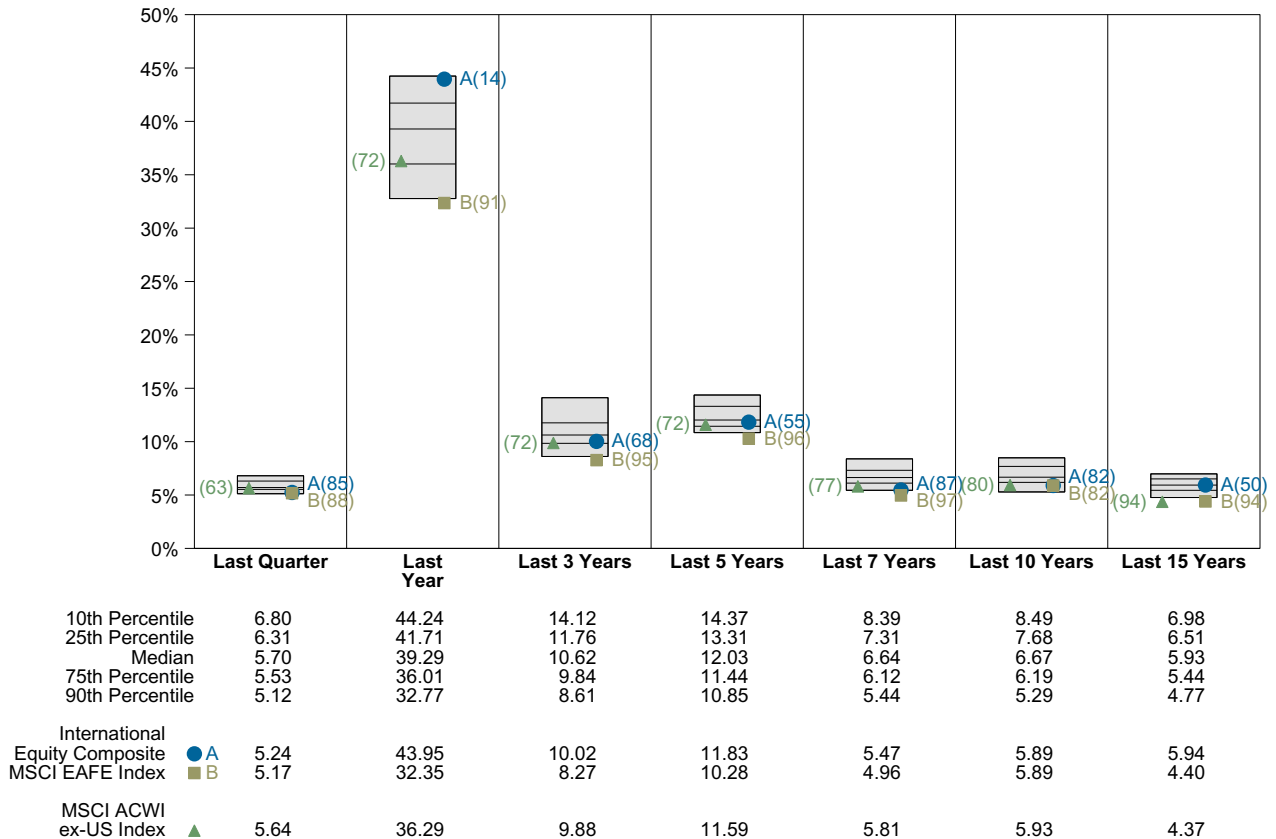 50%
45%
40%
35%
30%
25%
20%
15%
10%
5%
0%
(63) A(85)
B(88)
A(14)
(72)
B(91)
(72) A(68)
B(95)
(72) A(55)
B(96)
(77) A(87)
B(97)
(80) A(82)
B(82)
(94) A(50)
B(94)
Last Quarter Last Year Last 3 Years Last 5 Years Last 7 Years Last 10 Years Last 15 Years
10th Percentile 6.80 44.24 14.12 14.37 8.39 8.49 6.98
25th Percentile 6.31 41.71 11.76 13.31 7.31 7.68 6.51
Median 5.70 39.29 10.62 12.03 6.64 6.67 5.93
75th Percentile 5.53 36.01 9.84 11.44 6.12 6.19 5.44
90th Percentile 5.12 32.77 8.61 10.85 5.44 5.29 4.77
International
Equity Composite A 5.24 43.95 10.02 11.83 5.47 5.89 5.94
MSCI EAFE Index B 5.17 32.35 8.27 10.28 4.96 5.89 4.40
MSCI ACWI
ex-US Index 5.64 36.29 9.88 11.59 5.81 5.93 4.37